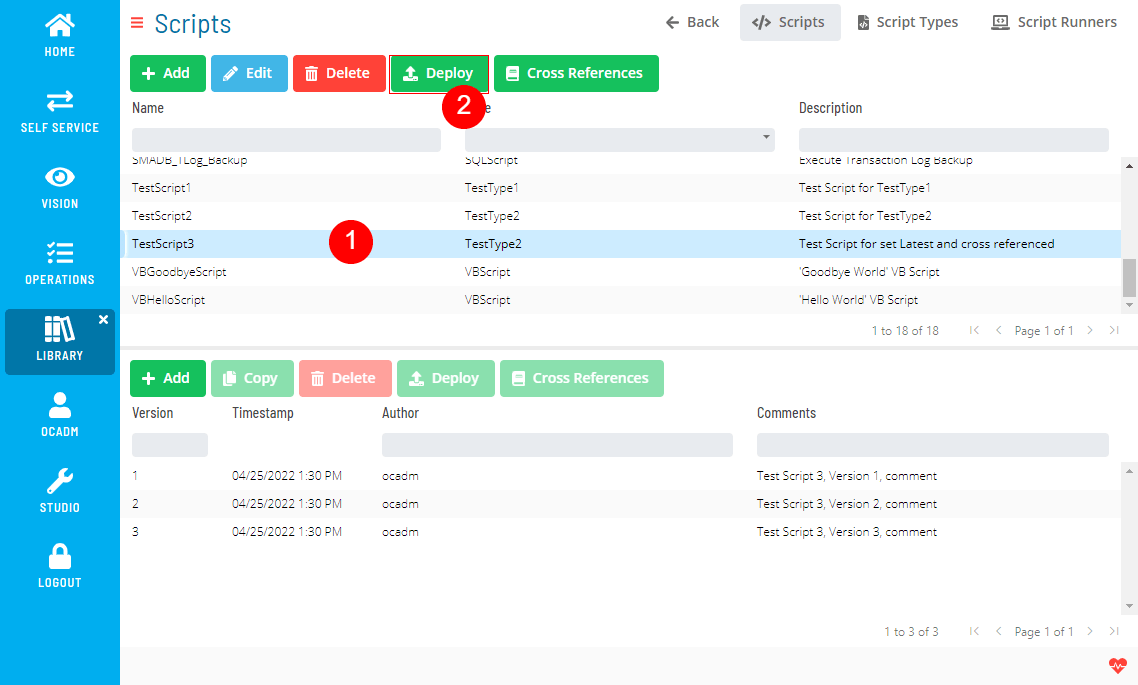 HOME
SELF SERVICE
VISION
OPERATIONS
LIBRARY
OCADM
STUDIO
LOGOUT
Scripts
Back
Scripts
Script Types
Script Runners
Add
Edit
Delete
Deploy
Cross References
2
Name
Description
SMADB_TLog_Backup SQLScript Execute Transaction Log Backup
TestScript1 TestType1 Test Script for TestType1
TestScript2 TestType2 Test Script for TestType2
TestScript3 1 TestType2 Test Script for set Latest and cross referenced
VBGoodbyeScript VBScript 'Goodbye World' VB Script
VBHelloScript VBScript 'Hello World' VB Script
1 to 18 of 18 Page 1 of 1
Add
Copy
Delete
Deploy
Cross References
Version Timestamp Author Comments
1 04/25/2022 1:30 PM ocadm Test Script 3, Version 1, comment
2 04/25/2022 1:30 PM ocadm Test Script 3, Version 2, comment
3 04/25/2022 1:30 PM ocadm Test Script 3, Version 3, comment
1 to 3 of 3 Page 1 of 1